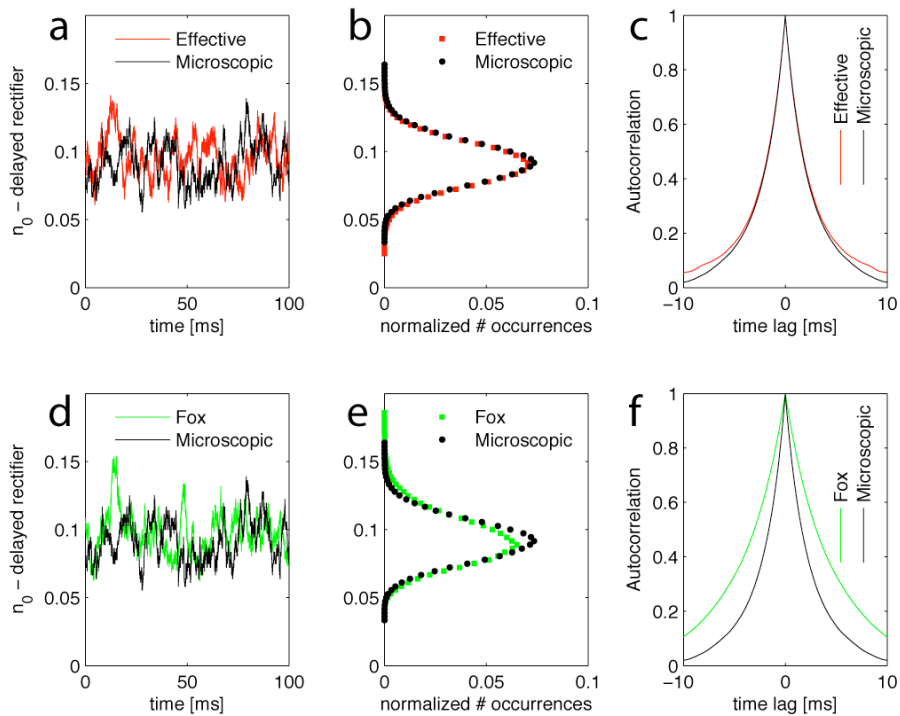 a
Effective
Microscopic
n0 – delayed rectifier
0.15
0.1
0.05
0
0
50
100
time [ms]
b
Effective
Microscopic
0.15
0.1
0.05
0
0
0.05
0.1
normalized # occurrences
c
Effective
Microscopic
Autocorrelation
1
0.8
0.6
0.4
0.2
0
−10
−5
0
5
10
time lag [ms]
d
Fox
Microscopic
n0 – delayed rectifier
0.15
0.1
0.05
0
0
50
100
time [ms]
e
Fox
Microscopic
0.15
0.1
0.05
0
0
0.05
0.1
normalized # occurrences
f
Fox
Microscopic
Autocorrelation
1
0.8
0.6
0.4
0.2
0
−10
−5
0
5
10
time lag [ms]